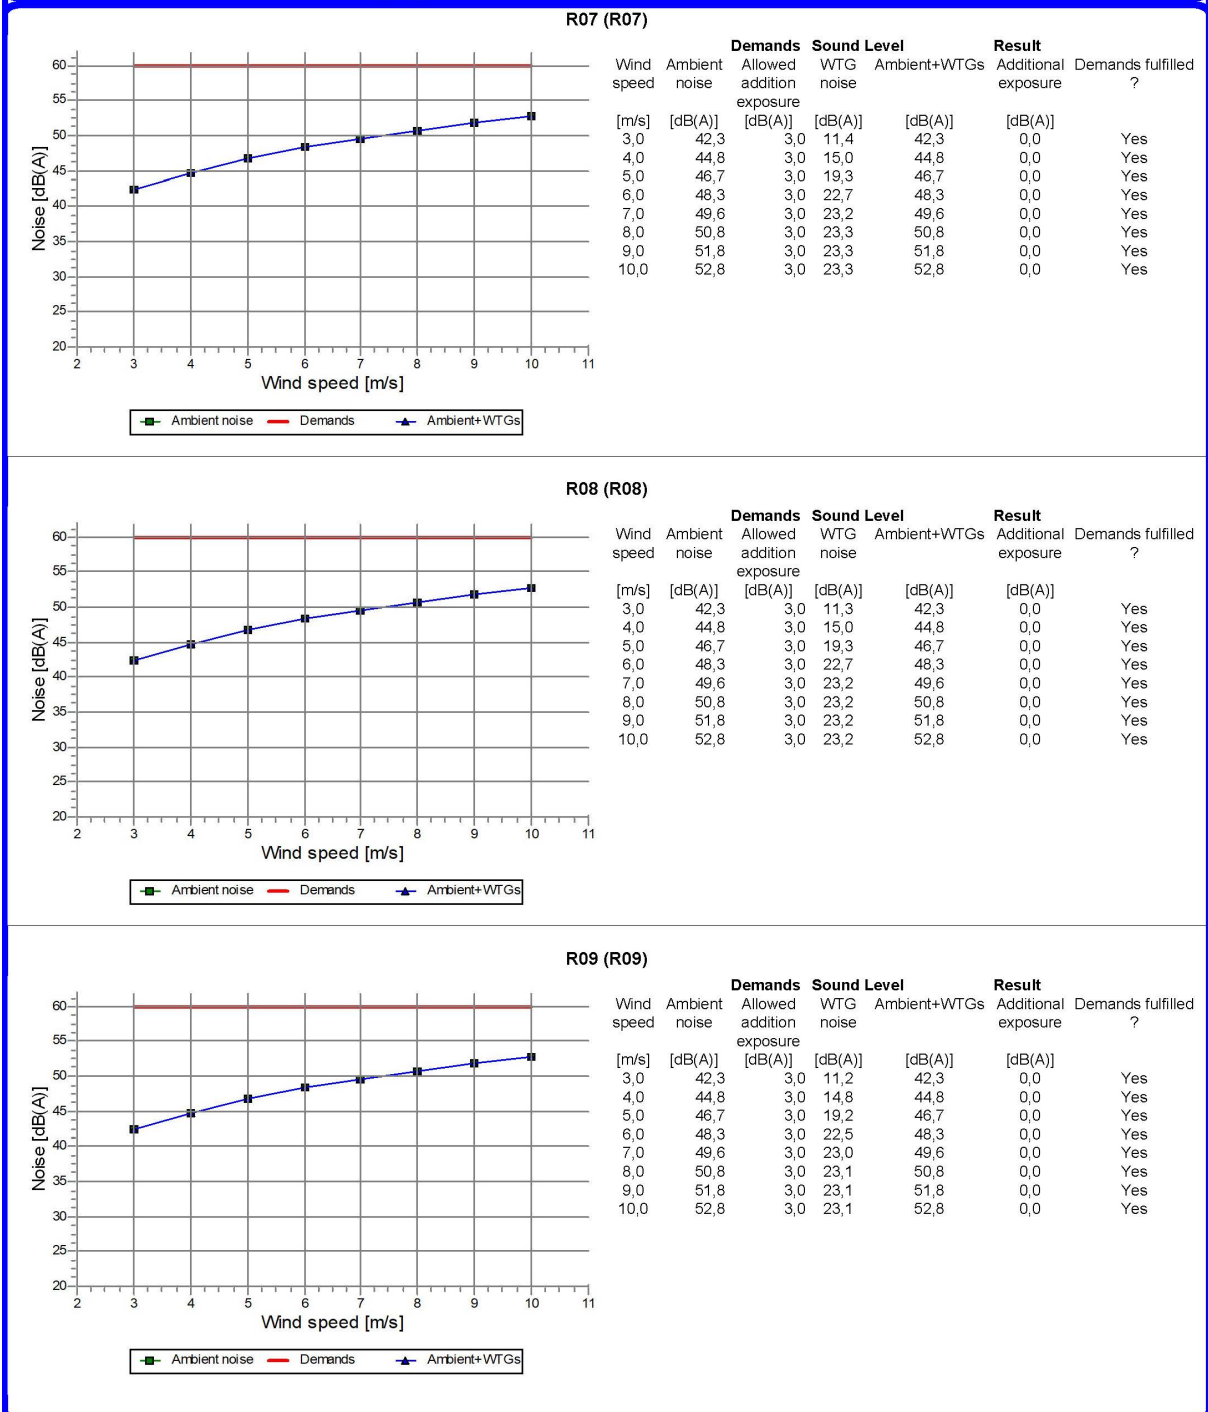 R07 (R07)
60
55
50
45
40
35
30
25
20
2 3 4 5 6 7 8 9 10 11
Noise [dB(A)]
Wind speed [m/s]
Ambient noise Demands Ambient+WTGs
Demands Sound Level Result
Wind Ambient Allowed WTG Ambient+WTGs Additional Demands fulfilled
speed noise addition noise exposure ?
exposure
[m/s] [dB(A)] [dB(A)] [dB(A)] [dB(A)] [dB(A)]
3,0 42,3 3,0 11,4 42,3 0,0 Yes
4,0 44,8 3,0 15,0 44,8 0,0 Yes
5,0 46,7 3,0 19,3 46,7 0,0 Yes
6,0 48,3 3,0 22,7 48,3 0,0 Yes
7,0 49,6 3,0 23,2 49,6 0,0 Yes
8,0 50,8 3,0 23,3 50,8 0,0 Yes
9,0 51,8 3,0 23,3 51,8 0,0 Yes
10,0 52,8 3,0 23,3 52,8 0,0 Yes
R08 (R08)
60
55
50
45
40
35
30
25
20
2 3 4 5 6 7 8 9 10 11
Noise [dB(A)]
Wind speed [m/s]
Ambient noise Demands Ambient+WTGs
Demands Sound Level Result
Wind Ambient Allowed WTG Ambient+WTGs Additional Demands fulfilled
speed noise addition noise exposure ?
exposure
[m/s] [dB(A)] [dB(A)] [dB(A)] [dB(A)] [dB(A)]
3,0 42,3 3,0 11,3 42,3 0,0 Yes
4,0 44,8 3,0 15,0 44,8 0,0 Yes
5,0 46,7 3,0 19,3 46,7 0,0 Yes
6,0 48,3 3,0 22,7 48,3 0,0 Yes
7,0 49,6 3,0 23,2 49,6 0,0 Yes
8,0 50,8 3,0 23,2 50,8 0,0 Yes
9,0 51,8 3,0 23,2 51,8 0,0 Yes
10,0 52,8 3,0 23,2 52,8 0,0 Yes
R09 (R09)
60
55
50
45
40
35
30
25
20
2 3 4 5 6 7 8 9 10 11
Noise [dB(A)]
Wind speed [m/s]
Ambient noise Demands Ambient+WTGs
Demands Sound Level Result
Wind Ambient Allowed WTG Ambient+WTGs Additional Demands fulfilled
speed noise addition noise exposure ?
exposure
[m/s] [dB(A)] [dB(A)] [dB(A)] [dB(A)] [dB(A)]
3,0 42,3 3,0 11,2 42,3 0,0 Yes
4,0 44,8 3,0 14,8 44,8 0,0 Yes
5,0 46,7 3,0 19,2 46,7 0,0 Yes
6,0 48,3 3,0 22,5 48,3 0,0 Yes
7,0 49,6 3,0 23,0 49,6 0,0 Yes
8,0 50,8 3,0 23,1 50,8 0,0 Yes
9,0 51,8 3,0 23,1 51,8 0,0 Yes
10,0 52,8 3,0 23,1 52,8 0,0 Yes